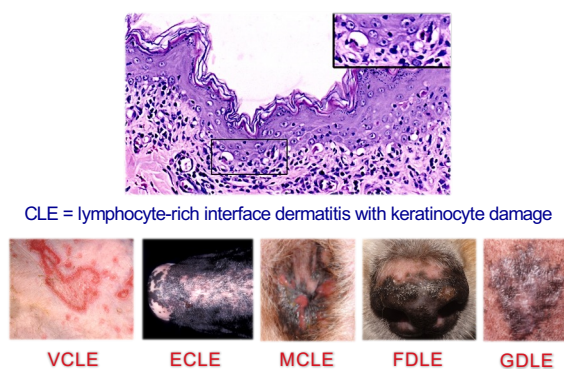 CLE = lymphocyte-rich interface dermatitis with keratinocyte damage
VCLE ECLE MCLE FDLE GDLE